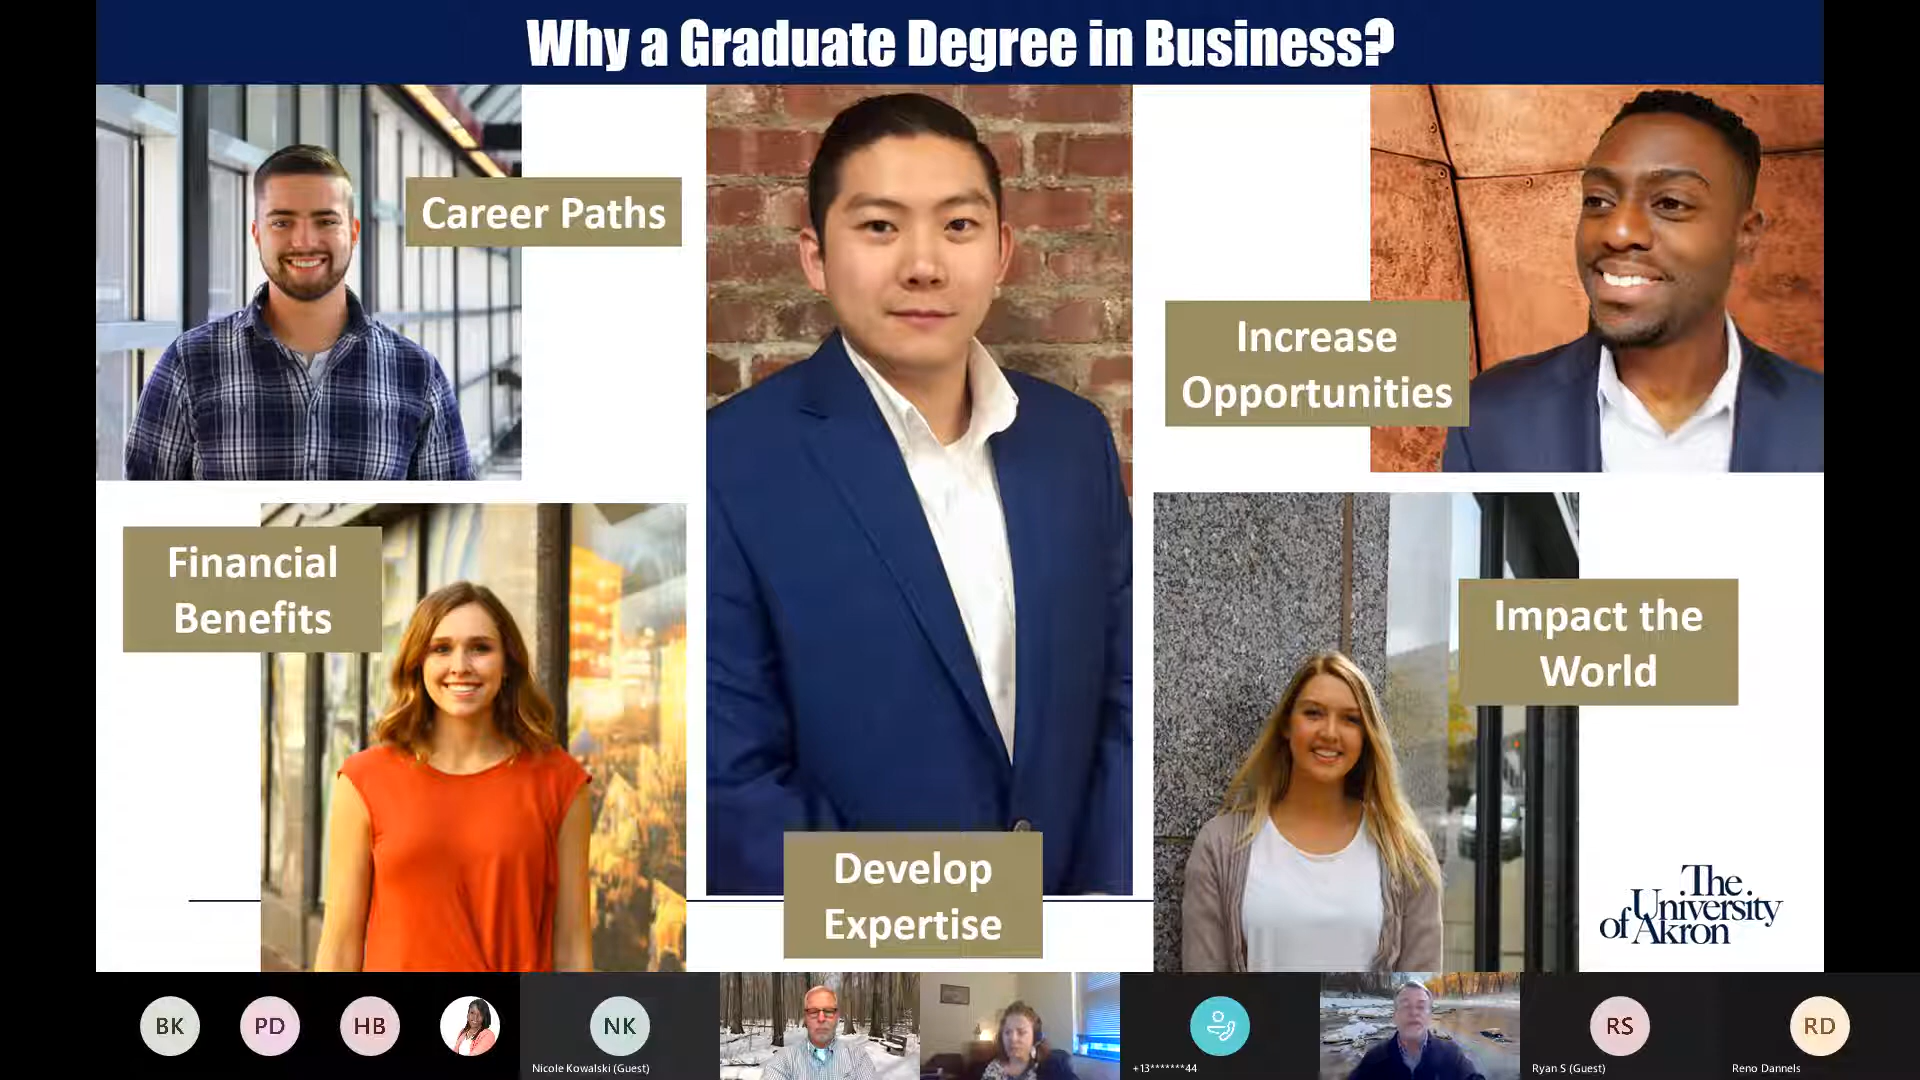 Why a Graduate Degree in Business?
Career Paths
Increase
Opportunities
Financial
Benefits
Impact the
World
Develop
Expertise
The
University
of Akron
BK
PD
HB
NK
Nicole Kowalski (Guest)
+13*******44
RS
Ryan S (Guest)
RD
Reno Dannels